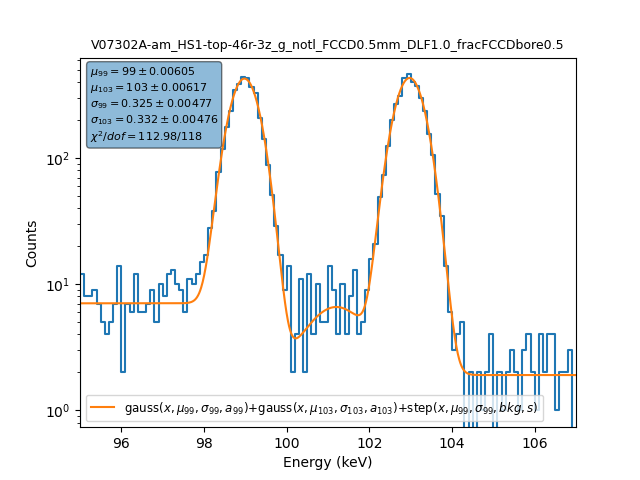 V07302A-am_HS1-top-46r-3z_g_notl_FCCD0.5mm_DLF1.0_fracFCCDbore0.5
μ₉₉ = 99 ± 0.00605
μ₁₀₃ = 103 ± 0.00617
σ₉₉ = 0.325 ± 0.00477
σ₁₀₃ = 0.332 ± 0.00476
χ²/dof = 112.98/118
Counts
10²
10¹
10⁰
gauss(x, μ₉₉, σ₉₉, a₉₉)+gauss(x, μ₁₀₃, σ₁₀₃, a₁₀₃)+step(x, μ₉₉, σ₉₉, bkg, s)
96 98 100 102 104 106
Energy (keV)